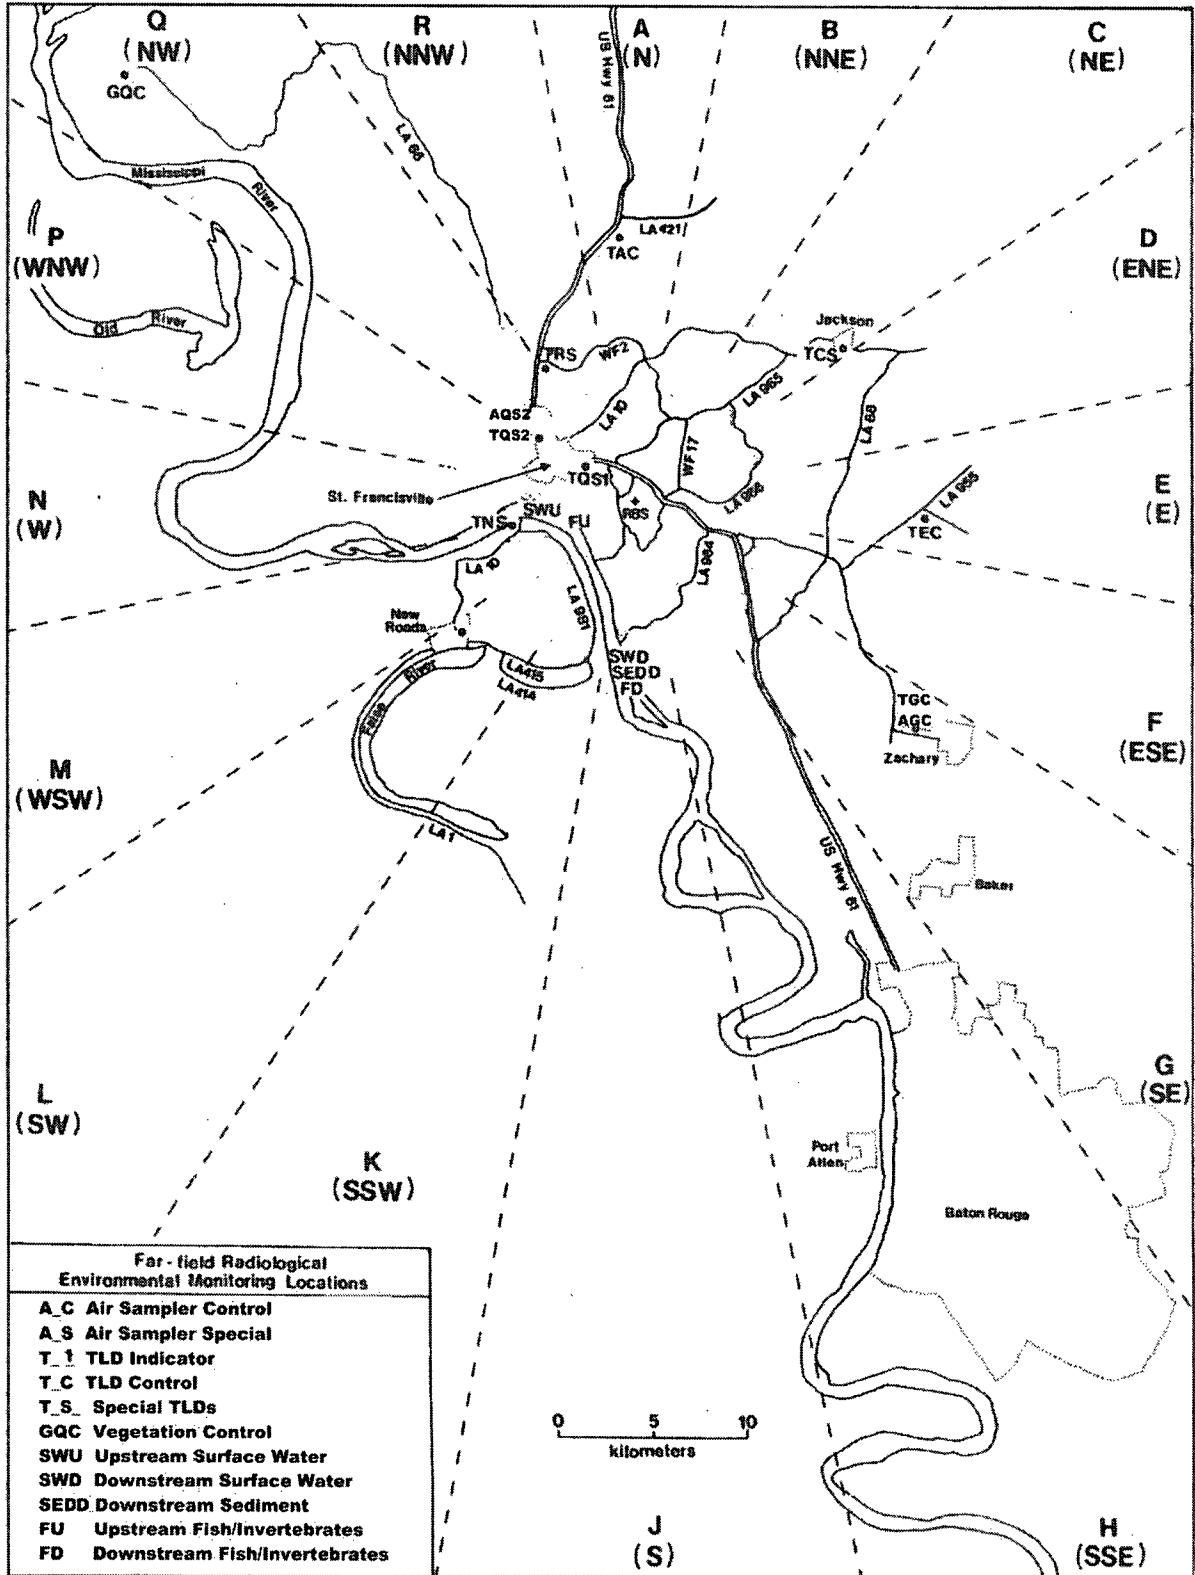 Q
(NW)
R
(NNW)
A
(N)
B
(NNE)
C
(NE)
US Hwy 61
GQC
LA 66
Mississippi
River
P
(WNW)
LA 421
TAC
D
(ENE)
Old
River
Jackson
TCS
TRS
WF2
LA 965
AQS2
TQS2
LA 10
LA 68
WF 17
TQS1
St. Francisville
N
(W)
SWU
TNS
FU
RBS
LA 966
LA 955
E
(E)
TEC
LA 10
LA 964
LA 981
New
Roads
SWD
SEDD
FD
LA415
LA414
False
River
TGC
AGC
Zachary
F
(ESE)
M
(WSW)
LA 1
US Hwy 61
Baker
G
(SE)
L
(SW)
K
(SSW)
Port
Allen
Baton Rouge
Far-field Radiological
Environmental Monitoring Locations
A_C Air Sampler Control
A_S Air Sampler Special
T_1 TLD Indicator
T_C TLD Control
T_S_ Special TLDs
GQC Vegetation Control
SWU Upstream Surface Water
SWD Downstream Surface Water
SEDD Downstream Sediment
FU Upstream Fish/Invertebrates
FD Downstream Fish/Invertebrates
0 5 10
kilometers
J
(S)
H
(SSE)